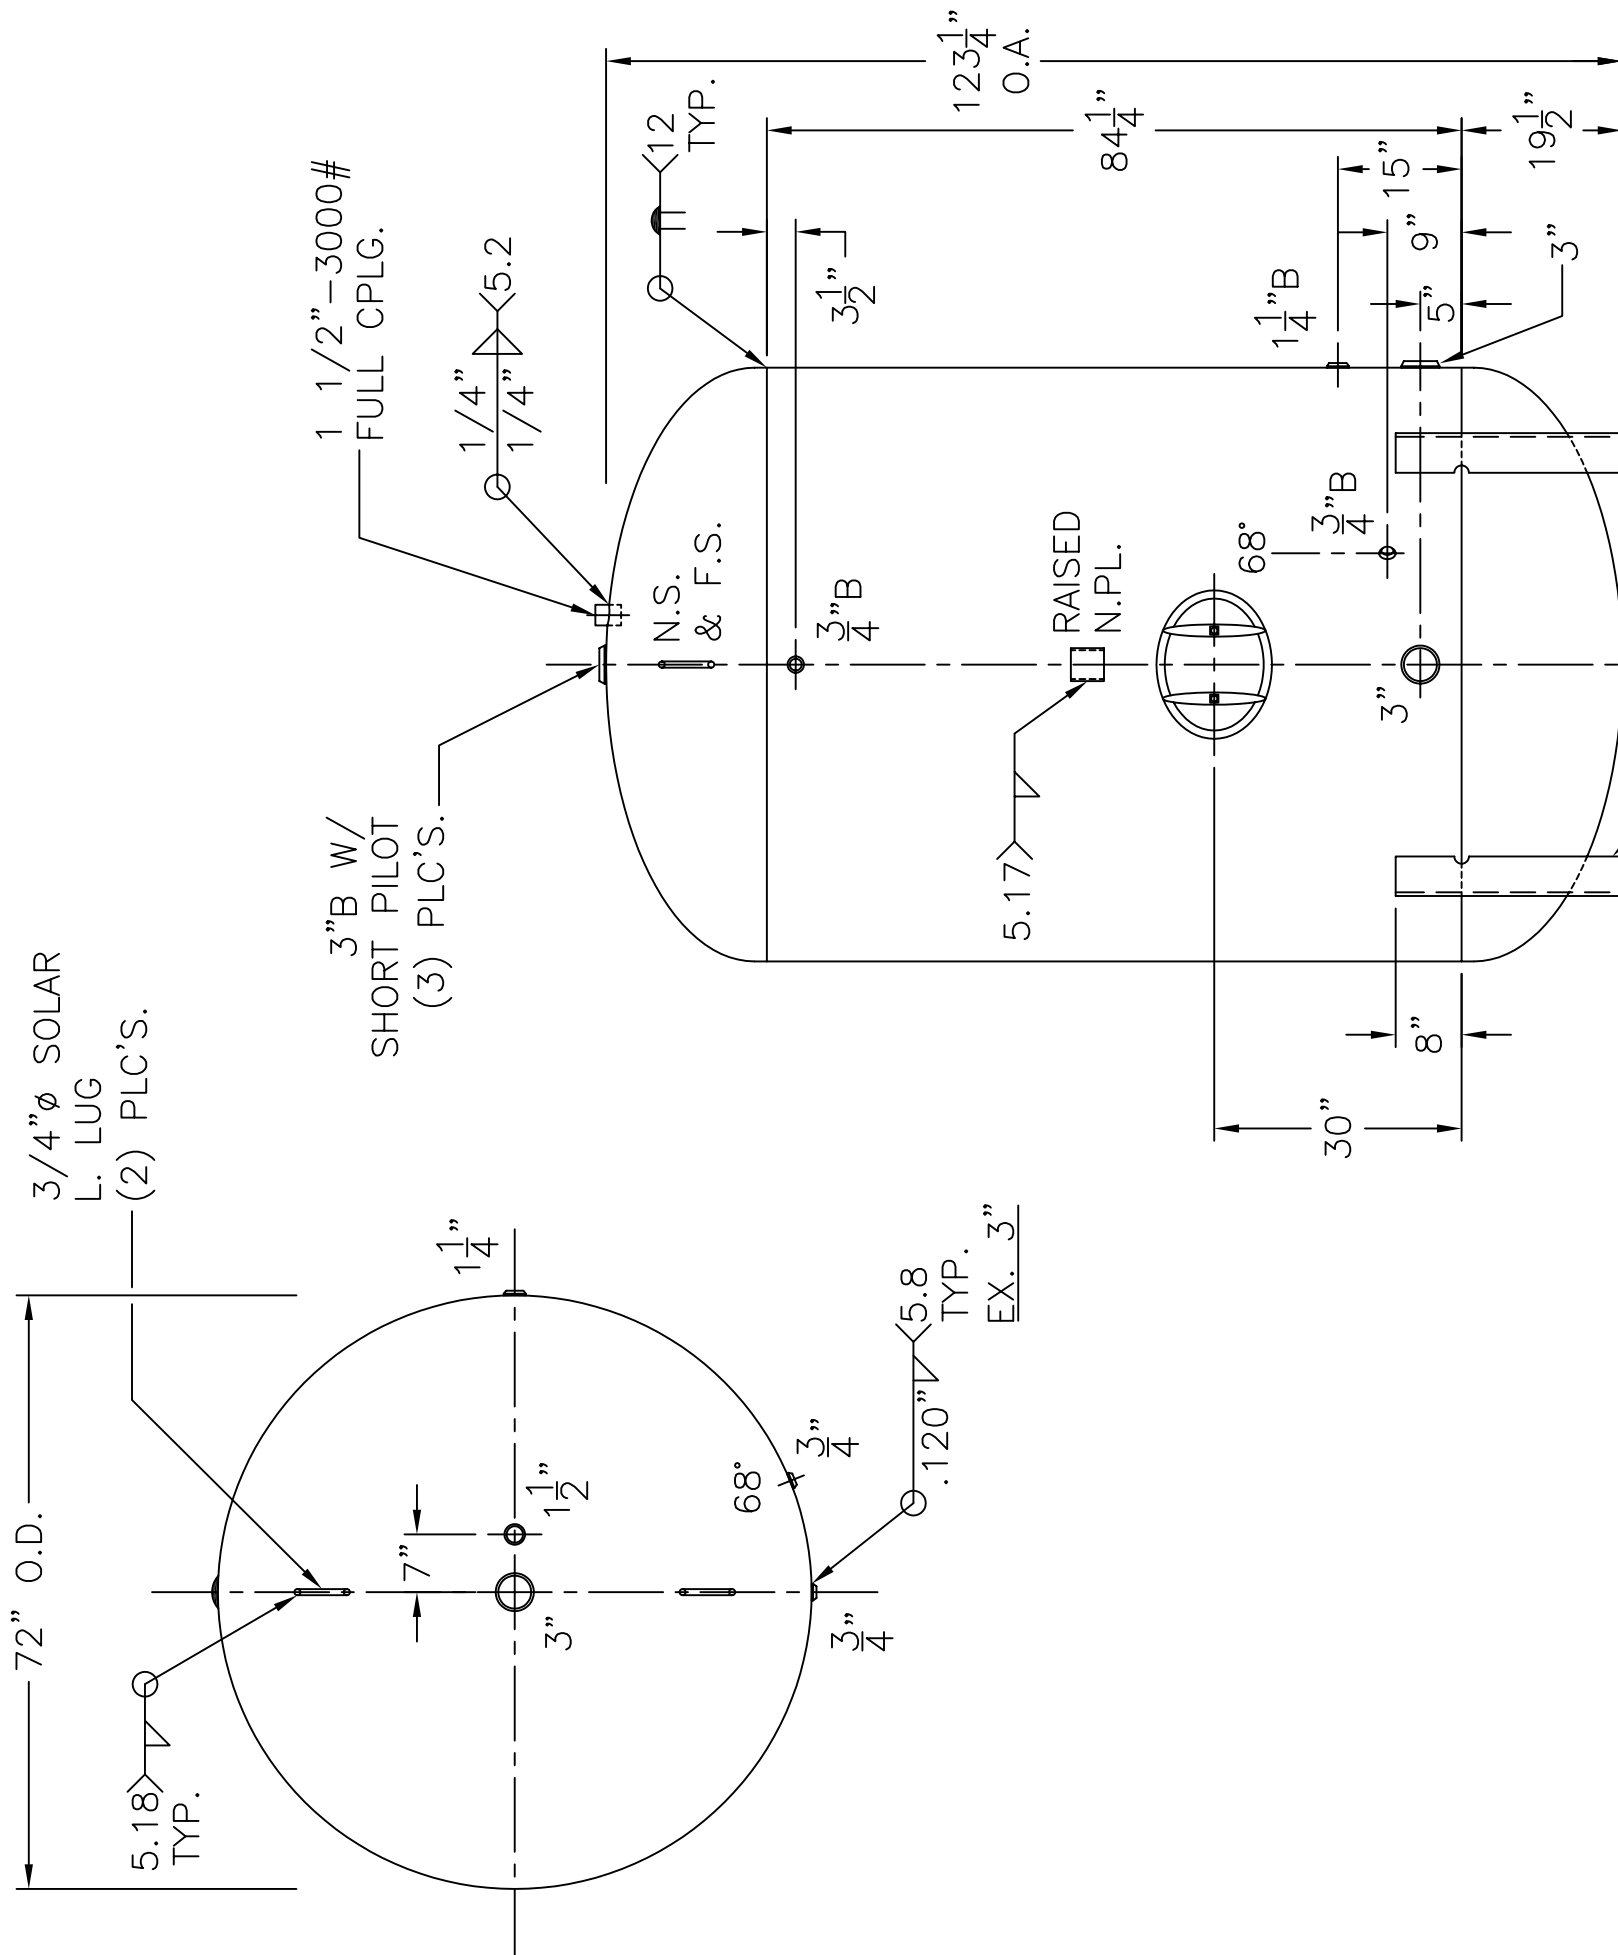 3/4"ø SOLAR
L. LUG
(2) PLC'S.
72" O.D.
5.18
TYP.
7"
3"
1 1/2"
1 1/4"
68°
3/4"
3/4"
.120"
5.8
TYP.
EX. 3"
3"B W/
SHORT PILOT
(3) PLC'S.
1 1/2"-3000#
FULL CPLG.
1/4"
1/4"
5.2
12
TYP.
123 1/4"
O.A.
84 1/4"
19 1/2"
3 1/2"
N.S.
& F.S.
3/4"B
RAISED
N.PL.
5.17
68°
3/4"B
1 1/4"B
15"
9"
5"
3"
3"
8"
30"